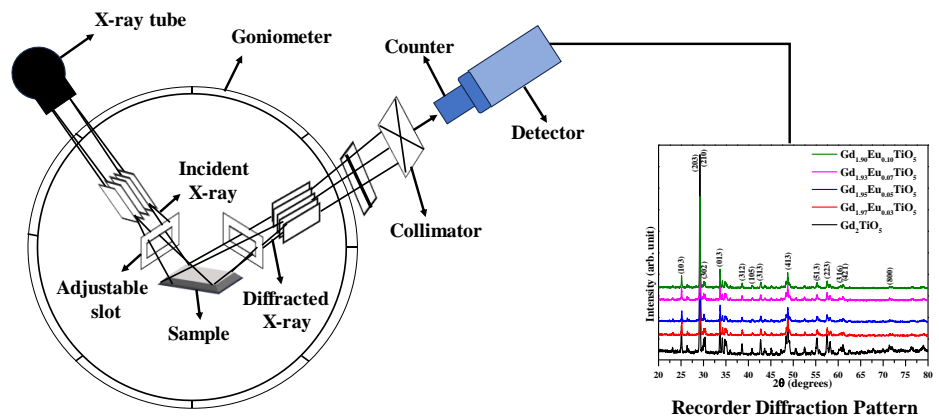 X-ray tube
Goniometer
Counter
Detector
Incident
X-ray
Collimator
Adjustable
slot
Sample
Diffracted
X-ray
Gd1.90Eu0.10TiO5
Gd1.93Eu0.07TiO5
Gd1.95Eu0.05TiO5
Gd1.97Eu0.03TiO5
Gd2TiO5
(103)
(203)
(210)
(302)
(013)
(312)
(105)
(313)
(413)
(513)
(223)
(316)
(421)
(800)
Intensity (arb. unit)
20 25 30 35 40 45 50 55 60 65 70 75 80
2θ (degrees)
Recorder Diffraction Pattern